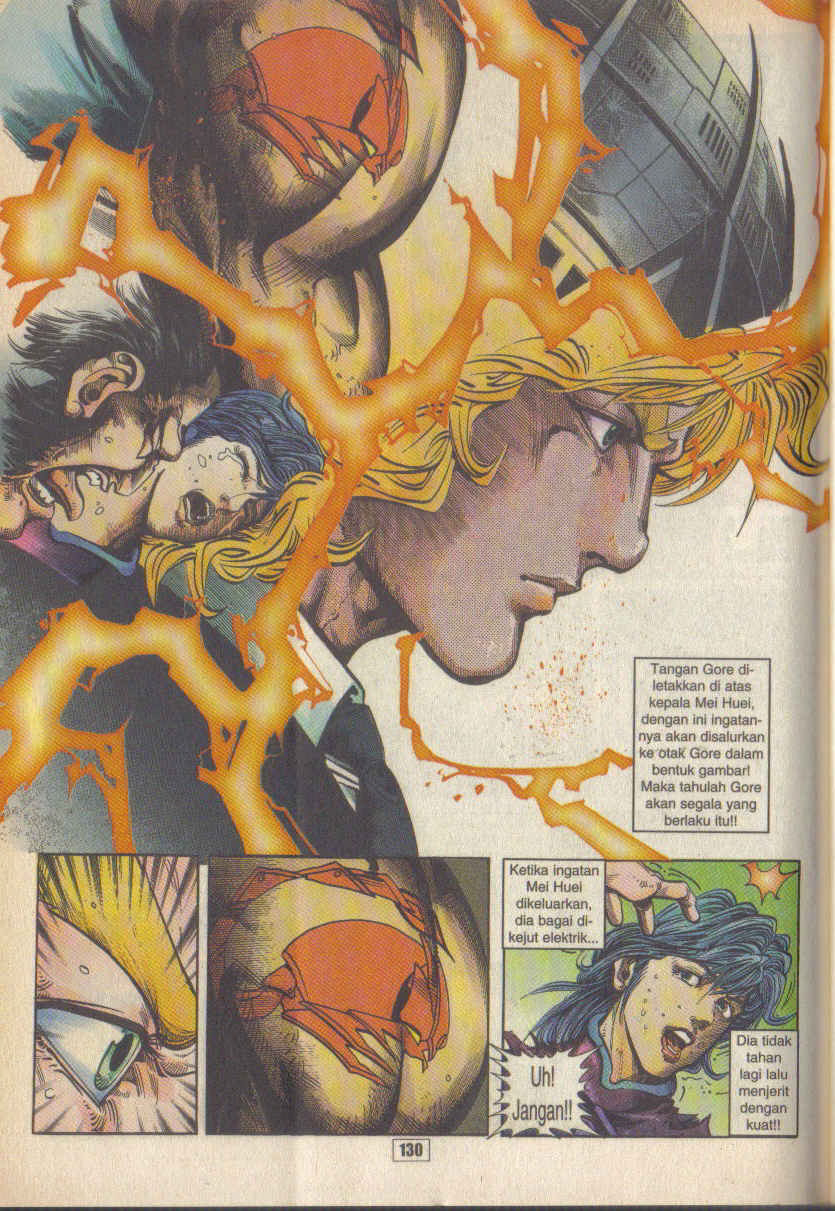 Tangan Gore di-
letakkan di atas
kepala Mei Huei,
dengan ini ingatan-
nya akan disalurkan
ke otak Gore dalam
bentuk gambar!
Maka tahulah Gore
akan segala yang
berlaku itu!!
Ketika ingatan
Mei Huei
dikeluarkan,
dia bagai di-
kejut elektrik...
Uh!
Jangan!!
Dia tidak
tahan
lagi lalu
menjerit
dengan
kuat!!
130